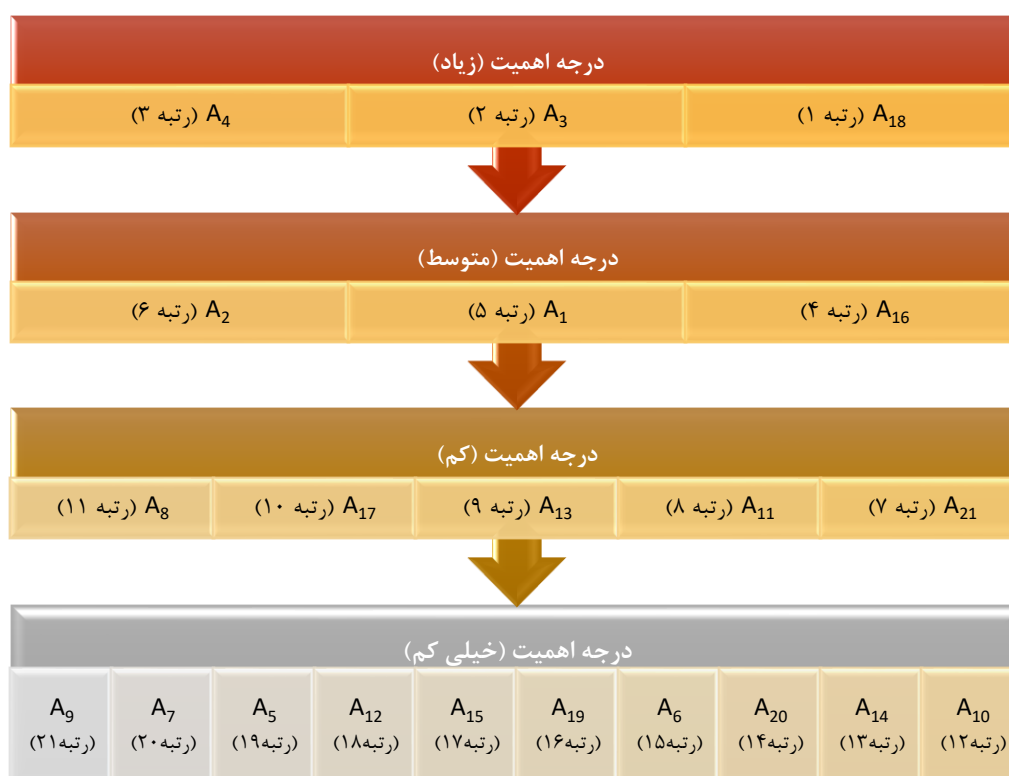 درجه اهمیت (زیاد)
A₁₈ (رتبه ۱)
A₃ (رتبه ۲)
A₄ (رتبه ۳)
درجه اهمیت (متوسط)
A₁₆ (رتبه ۴)
A₁ (رتبه ۵)
A₂ (رتبه ۶)
درجه اهمیت (کم)
A₂₁ (رتبه ۷)
A₁₁ (رتبه ۸)
A₁₃ (رتبه ۹)
A₁₇ (رتبه ۱۰)
A₈ (رتبه ۱۱)
درجه اهمیت (خیلی کم)
A₁₀
(رتبه۱۲)
A₁₄
(رتبه۱۳)
A₂₀
(رتبه۱۴)
A₆
(رتبه۱۵)
A₁₉
(رتبه۱۶)
A₁₅
(رتبه۱۷)
A₁₂
(رتبه۱۸)
A₅
(رتبه۱۹)
A₇
(رتبه۲۰)
A₉
(رتبه۲۱)